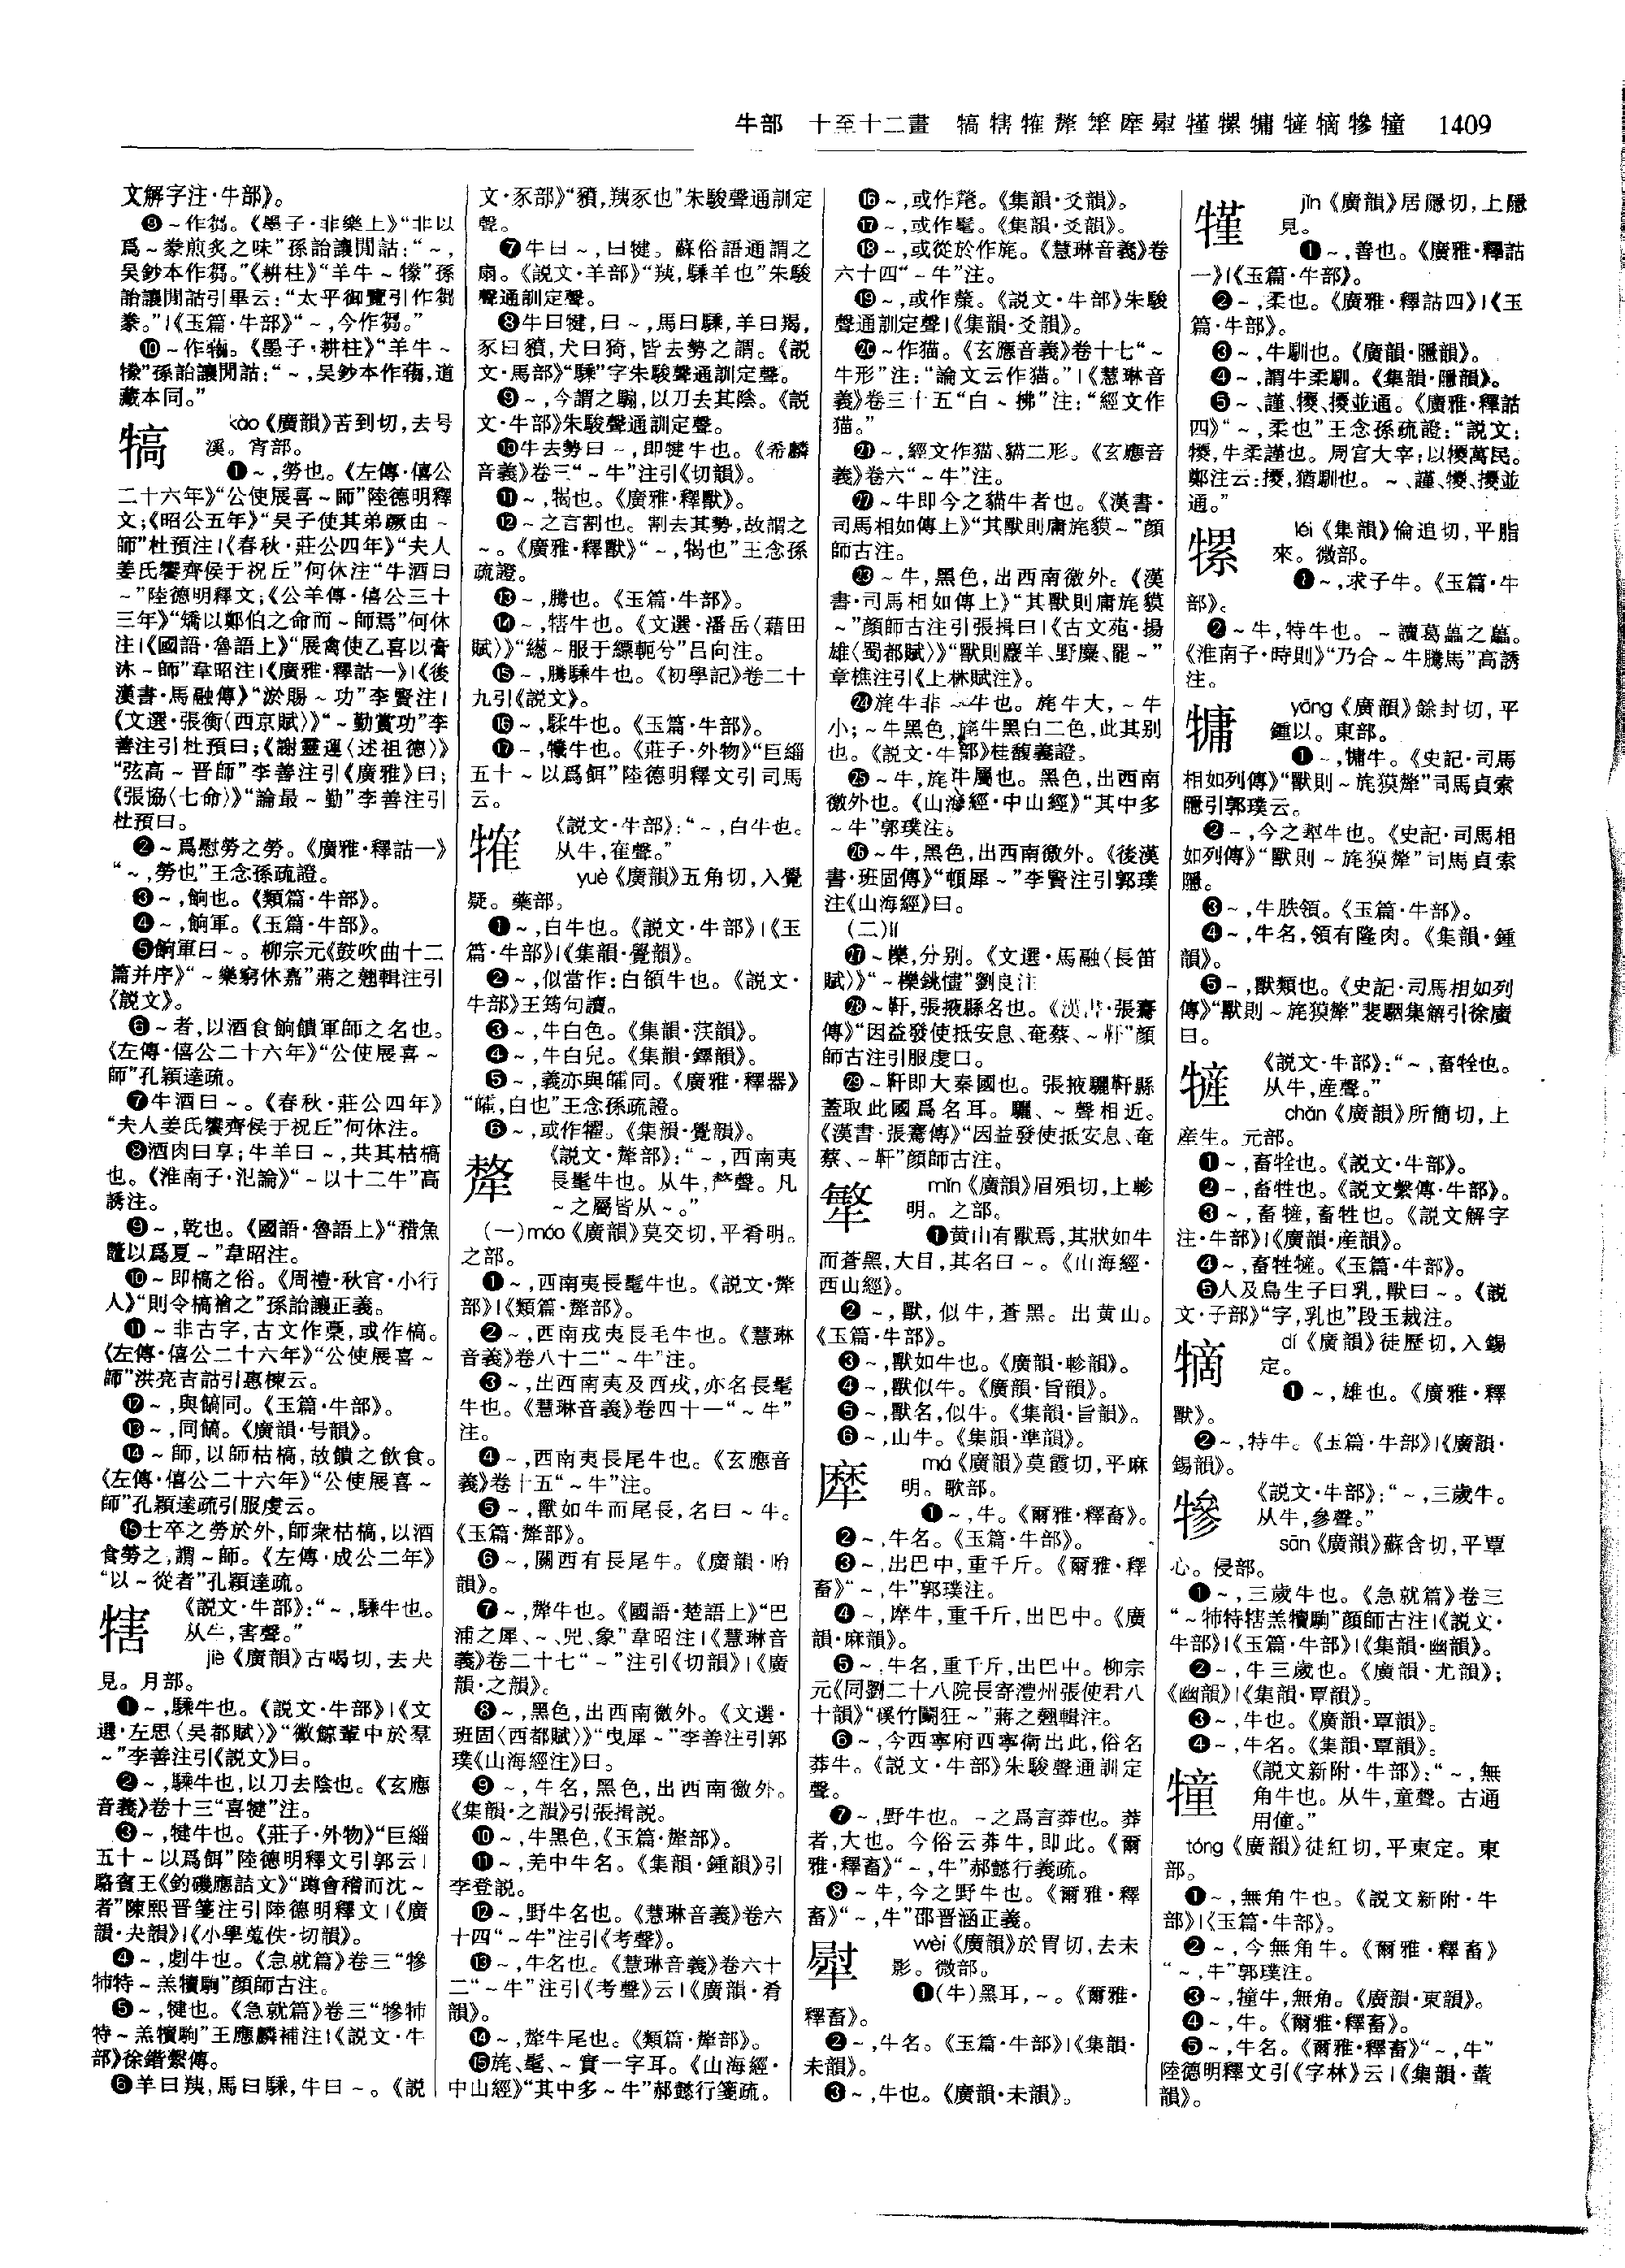 牛部　十至十二畫　犒犗㹊犛䋛犘犚㹏㹎犕㹌㹍犙犝　1409
文解字注·牛部》。
❾~作芻。《墨子·非樂上》“非以
爲~豢煎炙之味”孫詒讓閒詁：“~，
吴鈔本作芻。”《耕柱》“羊牛~㹇”孫
詒讓閒詁引畢云：“太平御覽引作芻
豢。”|《玉篇·牛部》“~，今作芻。”
❿~作犓。《墨子·耕柱》“羊牛~
㹇”孫詒讓閒詁：“~，吴鈔本作蒭，道
藏本同。”
犒　kào《廣韻》苦到切，去号
溪。宵部。
❶~，勞也。《左傳·僖公
二十六年》“公使展喜~師”陸德明釋
文；《昭公五年》“吴子使其弟蹶由~
師”杜預注|《春秋·莊公四年》“夫人
姜氏饗齊侯于祝丘”何休注“牛酒曰
~”陸德明釋文；《公羊傳·僖公三十
三年》“矯以鄭伯之命而~師焉”何休
注|《國語·魯語上》“展禽使乙喜以膏
沐~師”韋昭注|《廣雅·釋詁一》|《後
漢書·馬融傳》“淤賜~功”李賢注|
《文選·張衡〈西京賦〉》“~勤賞功”李
善注引杜預曰；《謝靈運〈述祖德〉》
“弦高~晋師”李善注引《廣雅》曰；
《張協〈七命〉》“論最~勤”李善注引
杜預曰。
❷~爲慰勞之勞。《廣雅·釋詁一》
“~，勞也”王念孫疏證。
❸~，餉也。《類篇·牛部》。
❹~，餉軍。《玉篇·牛部》。
❺餉軍曰~。柳宗元《鼓吹曲十二
篇并序》“~樂窮休嘉”蔣之翹輯注引
《説文》。
❻~者，以酒食餉饋軍師之名也。
《左傳·僖公二十六年》“公使展喜~
師”孔穎達疏。
❼牛酒曰~。《春秋·莊公四年》
“夫人姜氏饗齊侯于祝丘”何休注。
❽酒肉曰享；牛羊曰~，共其枯槁
也。《淮南子·氾論》“~以十二牛”高
誘注。
❾~，乾也。《國語·魯語上》“矠魚
鼈以爲夏~”韋昭注。
❿~即槁之俗。《周禮·秋官·小行
人》“則令槁禬之”孫詒讓正義。
⓫~非古字，古文作稾，或作槁。
《左傳·僖公二十六年》“公使展喜~
師”洪亮吉詁引惠棟云。
⓬~，與䭌同。《玉篇·牛部》。
⓭~，同䭌。《廣韻·号韻》。
⓮~師，以師枯槁，故饋之飲食。
《左傳·僖公二十六年》“公使展喜~
師”孔穎達疏引服虔云。
⓯士卒之勞於外，師衆枯槁，以酒
食勞之，謂~師。《左傳·成公二年》
“以~從者”孔穎達疏。
犗　《説文·牛部》：“~，騬牛也。
从牛，害聲。”
jiè《廣韻》古喝切，去夬
見。月部。
❶~，騬牛也。《説文·牛部》|《文
選·左思〈吴都賦〉》“徽鯨輩中於羣
~”李善注引《説文》曰。
❷~，騬牛也，以刀去陰也。《玄應
音義》卷十三“喜犍”注。
❸~，犍牛也。《莊子·外物》“巨緇
五十~以爲餌”陸德明釋文引郭云|
駱賓王《釣磯應詰文》“蹲會稽而沈~
者”陳熙晋箋注引陸德明釋文|《廣
韻·夬韻》|《小學蒐佚·切韻》。
❹~，劇牛也。《急就篇》卷三“犙
㹃特~羔犢駒”顏師古注。
❺~，犍也。《急就篇》卷三“犙㹃
特~羔犢駒”王應麟補注|《説文·牛
部》徐鍇繫傳。
❻羊曰羠，馬曰騬，牛曰~。《説
文·豕部》“豶，羠豕也”朱駿聲通訓定
聲。
❼牛曰~，曰犍。蘇俗語通謂之
扇。《説文·羊部》“羠，騬羊也”朱駿
聲通訓定聲。
❽牛曰犍，曰~，馬曰騬，羊曰羯，
豕曰豶，犬曰猗，皆去勢之謂。《説
文·馬部》“騬”字朱駿聲通訓定聲。
❾~，今謂之騸，以刀去其陰。《説
文·牛部》朱駿聲通訓定聲。
❿牛去勢曰~，即犍牛也。《希麟
音義》卷三“~牛”注引《切韻》。
⓫~，羯也。《廣雅·釋獸》。
⓬~之言割也。割去其勢，故謂之
~。《廣雅·釋獸》“~，羯也”王念孫
疏證。
⓭~，騰也。《玉篇·牛部》。
⓮~，犗牛也。《文選·潘岳〈藉田
賦〉》“緫~服于縹軛兮”吕向注。
⓯~，騰騬牛也。《初學記》卷二十
九引《説文》。
⓰~，騬牛也。《玉篇·牛部》。
⓱~，犧牛也。《莊子·外物》“巨緇
五十~以爲餌”陸德明釋文引司馬
云。
㹊　《説文·牛部》：“~，白牛也。
从牛，隺聲。”
yuè《廣韻》五角切，入覺
疑。藥部。
❶~，白牛也。《説文·牛部》|《玉
篇·牛部》|《集韻·覺韻》。
❷~，似當作：白領牛也。《説文·
牛部》王筠句讀。
❸~，牛白色。《集韻·𦬆韻》。
❹~，牛白皃。《集韻·鐸韻》。
❺~，義亦與㿥同。《廣雅·釋器》
“㿥，白也”王念孫疏證。
❻~，或作㸌。《集韻·覺韻》。
犛　《説文·犛部》：“~，西南夷
長髦牛也。从牛，𠩺聲。凡
~之屬皆从~。”
（一）máo《廣韻》莫交切，平肴明。
之部。
❶~，西南夷長髦牛也。《説文·犛
部》|《類篇·犛部》。
❷~，西南戎夷長毛牛也。《慧琳
音義》卷八十二“~牛”注。
❸~，出西南夷及西戎，亦名長髦
牛也。《慧琳音義》卷四十一“~牛”
注。
❹~，西南夷長尾牛也。《玄應音
義》卷十五“~牛”注。
❺~，獸如牛而尾長，名曰~牛。
《玉篇·犛部》。
❻~，關西有長尾牛。《廣韻·咍
韻》。
❼~，犛牛也。《國語·楚語上》“巴
浦之犀、~、兕、象”韋昭注|《慧琳音
義》卷二十七“~”注引《切韻》|《廣
韻·之韻》。
❽~，黑色，出西南徼外。《文選·
班固〈西都賦〉》“曳犀~”李善注引郭
璞《山海經注》曰。
❾~，牛名，黑色，出西南徼外。
《集韻·之韻》引張揖説。
❿~，牛黑色，《玉篇·犛部》。
⓫~，羌中牛名。《集韻·鍾韻》引
李登説。
⓬~，野牛名也。《慧琳音義》卷六
十四“~牛”注引《考聲》。
⓭~，牛名也。《慧琳音義》卷六十
二“~牛”注引《考聲》云|《廣韻·肴
韻》。
⓮~，犛牛尾也。《類篇·犛部》。
⓯旄、髦、~實一字耳。《山海經·
中山經》“其中多~牛”郝懿行箋疏。
⓰~，或作㲠。《集韻·爻韻》。
⓱~，或作髦。《集韻·爻韻》。
⓲~，或從於作旄。《慧琳音義》卷
六十四“~牛”注。
⓳~，或作氂。《説文·牛部》朱駿
聲通訓定聲|《集韻·爻韻》。
⓴~作猫。《玄應音義》卷十七“~
牛形”注：“論文云作猫。”|《慧琳音
義》卷三十五“白~拂”注：“經文作
猫。”
㉑~，經文作猫、貓二形。《玄應音
義》卷六“~牛”注。
㉒~牛即今之貓牛者也。《漢書·
司馬相如傳上》“其獸則庸旄貘~”顔
師古注。
㉓~牛，黑色，出西南徼外。《漢
書·司馬相如傳上》“其獸則庸旄貘
~”顔師古注引張揖曰|《古文苑·揚
雄〈蜀都賦〉》“獸則麙羊、野麋、罷~”
章樵注引《上林賦注》。
㉔旄牛非~牛也。旄牛大，~牛
小；~牛黑色，旄牛黑白二色，此其别
也。《説文·牛部》桂馥義證。
㉕~牛，旄牛屬也。黑色，出西南
徼外也。《山海經·中山經》“其中多
~牛”郭璞注。
㉖~牛，黑色，出西南徼外。《後漢
書·班固傳》“頓犀~”李賢注引郭璞
注《山海經》曰。
（二）lí
㉗~櫟，分别。《文選·馬融〈長笛
賦〉》“~櫟銚㦎”劉良注
㉘~靬，張掖縣名也。《漢書·張騫
傳》“因益發使抵安息、奄蔡、~靬”顔
師古注引服虔曰。
㉙~靬即大秦國也。張掖驪靬縣
蓋取此國爲名耳。驪、~聲相近。
《漢書·張騫傳》“因益發使抵安息、奄
蔡、~靬”顔師古注。
mǐn《廣韻》眉殞切，上軫
明。之部。
❶黄山有獸焉，其狀如牛
而蒼黑，大目，其名曰~。《山海經·
西山經》。
❷~，獸，似牛，蒼黑。出黄山。
《玉篇·牛部》。
❸~，獸如牛也。《廣韻·軫韻》。
❹~，獸似牛。《廣韻·旨韻》。
❺~，獸名，似牛。《集韻·旨韻》。
❻~，山牛。《集韻·準韻》。
犘　má《廣韻》莫霞切，平麻
明。歌部。
❶~，牛。《爾雅·釋畜》。
❷~，牛名。《玉篇·牛部》。
❸~，出巴中，重千斤。《爾雅·釋
畜》“~，牛”郭璞注。
❹~，犘牛，重千斤，出巴中。《廣
韻·麻韻》。
❺~，牛名，重千斤，出巴中。柳宗
元《同劉二十八院長寄澧州張使君八
十韻》“磎竹鬭狂~”蔣之翹輯注。
❻~，今西寧府西寧衛出此，俗名
莽牛。《説文·牛部》朱駿聲通訓定
聲。
❼~，野牛也。~之爲言莽也。莽
者，大也。今俗云莽牛，即此。《爾
雅·釋畜》“~，牛”郝懿行義疏。
❽~牛，今之野牛也。《爾雅·釋
畜》“~，牛”邵晋涵正義。
犚　wèi《廣韻》於胃切，去未
影。微部。
❶（牛）黑耳，~。《爾雅·
釋畜》。
❷~，牛名。《玉篇·牛部》|《集韻·
未韻》。
❸~，牛也。《廣韻·未韻》。
jǐn《廣韻》居隱切，上隱
見。
❶~，善也。《廣雅·釋詁
一》|《玉篇·牛部》。
❷~，柔也。《廣雅·釋詁四》|《玉
篇·牛部》。
❸~，牛馴也。《廣韻·隱韻》。
❹~，謂牛柔馴。《集韻·隱韻》。
❺~、謹、㹛、擾並通。《廣雅·釋詁
四》“~，柔也”王念孫疏證：“説文：
㹛，牛柔謹也。周官大宰：以擾萬民。
鄭注云：擾，猶馴也。~、謹、㹛、擾並
通。”
㹎　léi《集韻》倫追切，平脂
來。微部。
❶~，求子牛。《玉篇·牛
部》。
❷~牛，特牛也。~讀葛藟之藟。
《淮南子·時則》“乃合~牛騰馬”高誘
注。
yōng《廣韻》餘封切，平
鍾以。東部。
❶~，犏牛。《史記·司馬
相如列傳》“獸則~旄獏犛”司馬貞索
隱引郭璞云。
❷~，今之犎牛也。《史記·司馬相
如列傳》“獸則~旄獏犛”司馬貞索
隱。
❸~，牛胅領。《玉篇·牛部》。
❹~，牛名，領有隆肉。《集韻·鍾
韻》。
❺~，獸類也。《史記·司馬相如列
傳》“獸則~旄獏犛”裴駰集解引徐廣
曰。
㹌　《説文·牛部》：“~，畜牷也。
从牛，産聲。”
chǎn《廣韻》所簡切，上
産生。元部。
❶~，畜牷也。《説文·牛部》。
❷~，畜牲也。《説文繫傳·牛部》。
❸~，畜㹌，畜牲也。《説文解字
注·牛部》|《廣韻·産韻》。
❹~，畜牲㹌。《玉篇·牛部》。
❺人及鳥生子曰乳，獸曰~。《説
文·子部》“字，乳也”段玉裁注。
㹍　dí《廣韻》徒歷切，入錫
定。
❶~，雄也。《廣雅·釋
獸》。
❷~，特牛。《玉篇·牛部》|《廣韻·
錫韻》。
犙　《説文·牛部》：“~，三歲牛。
从牛，參聲。”
sān《廣韻》蘇含切，平覃
心。侵部。
❶~，三歲牛也。《急就篇》卷三
“~㹃特犗羔犢駒”顏師古注|《説文·
牛部》|《玉篇·牛部》|《集韻·幽韻》。
❷~，牛三歲也。《廣韻·尤韻》；
《幽韻》|《集韻·覃韻》。
❸~，牛也。《廣韻·覃韻》。
❹~，牛名。《集韻·覃韻》。
犝　《説文新附·牛部》：“~，無
角牛也。从牛，童聲。古通
用僮。”
tóng《廣韻》徒紅切，平東定。東
部。
❶~，無角牛也。《説文新附·牛
部》|《玉篇·牛部》。
❷~，今無角牛。《爾雅·釋畜》
“~，牛”郭璞注。
❸~，犝牛，無角。《廣韻·東韻》。
❹~，牛。《爾雅·釋畜》。
❺~，牛名。《爾雅·釋畜》“~，牛”
陸德明釋文引《字林》云|《集韻·董
韻》。